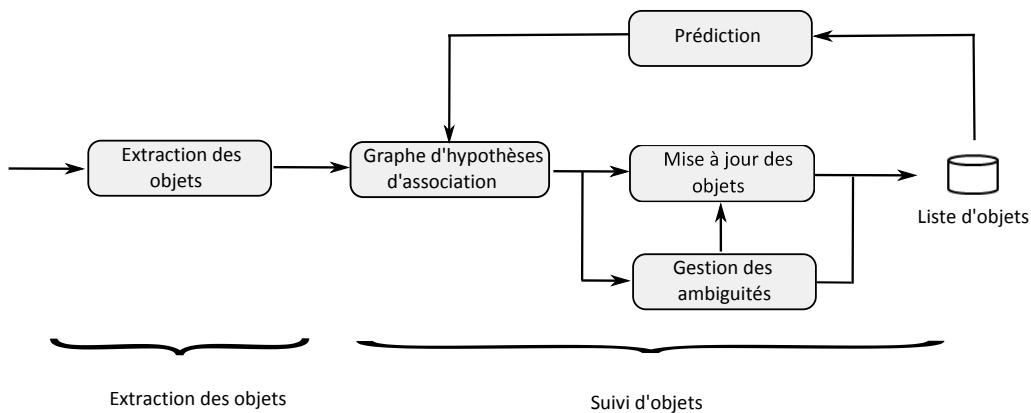 Prédiction
Extraction des
objets
Graphe d'hypothèses
d'association
Mise à jour des
objets
Liste d'objets
Gestion des
ambiguités
Extraction des objets
Suivi d'objets